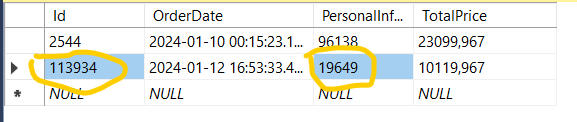 Id OrderDate PersonalInf... TotalPrice
2544 2024-01-10 00:15:23.1... 96138 23099,967
113934 2024-01-12 16:53:33.4... 19649 10119,967
NULL NULL NULL NULL